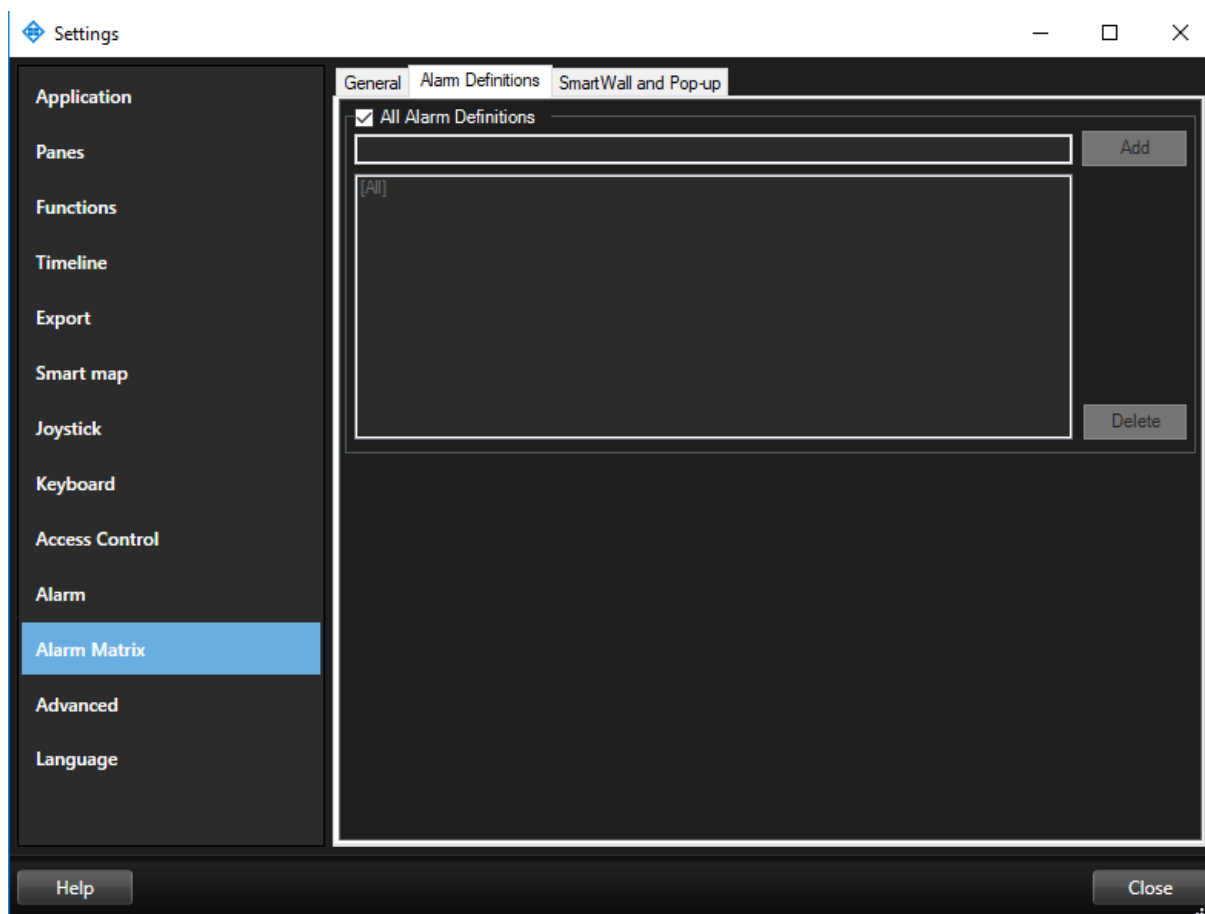 Settings
Application
Panes
Functions
Timeline
Export
Smart map
Joystick
Keyboard
Access Control
Alarm
Alarm Matrix
Advanced
Language
General
Alarm Definitions
SmartWall and Pop-up
All Alarm Definitions
Add
[All]
Delete
Help
Close